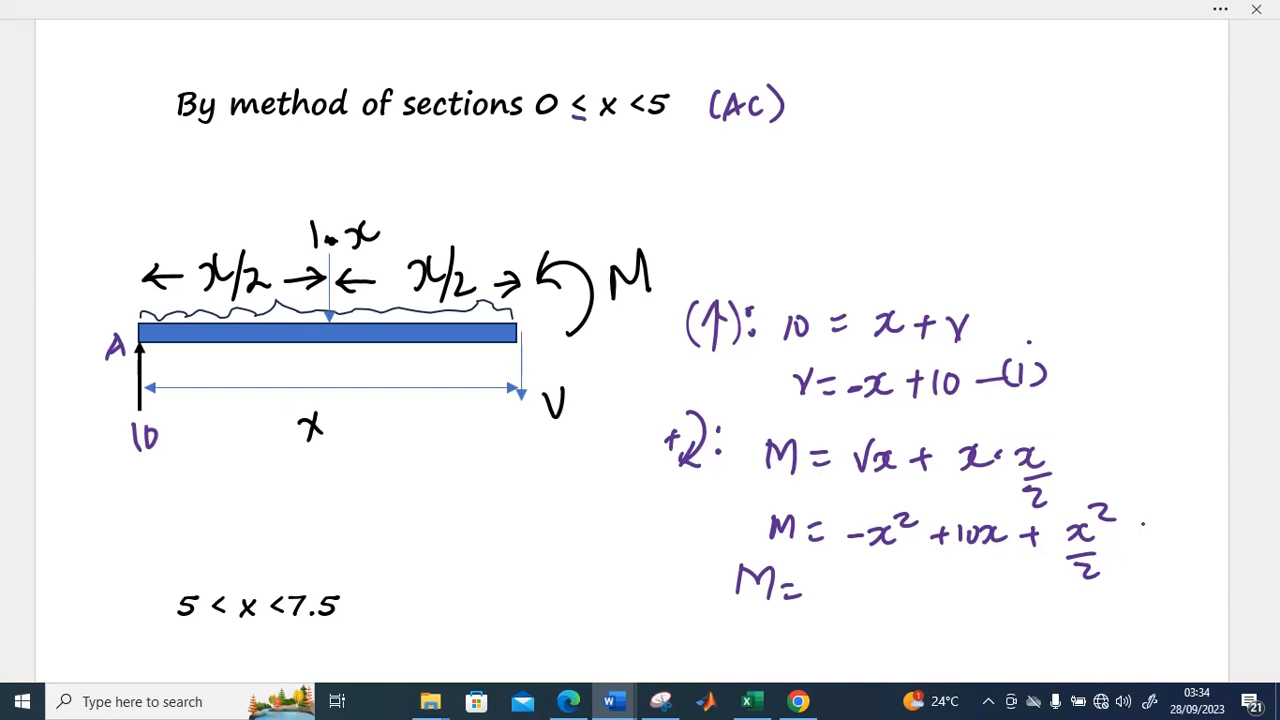 By method of sections 0 ≤ x <5 (AC)
1.x
← x/2 → ← x/2 →
M
A
10
x
V
(↑): 10 = x + V
V = -x + 10 —(1)
+↻: M = Vx + x·x/2
M = -x² + 10x + x²/2
M =
5 < x <7.5
Type here to search
24°C
03:34
28/09/2023
21